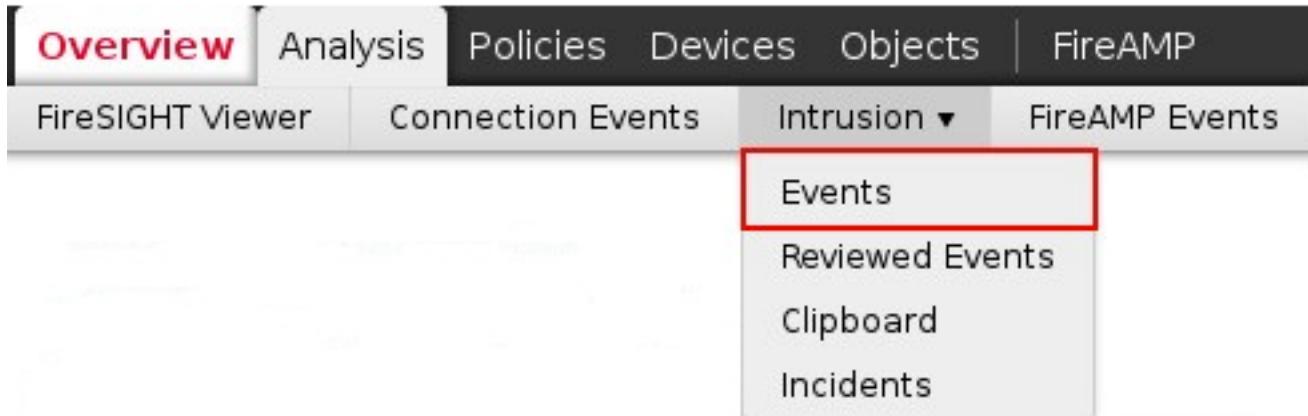 Overview Analysis Policies Devices Objects FireAMP
FireSIGHT Viewer Connection Events Intrusion ▼ FireAMP Events
Events
Reviewed Events
Clipboard
Incidents